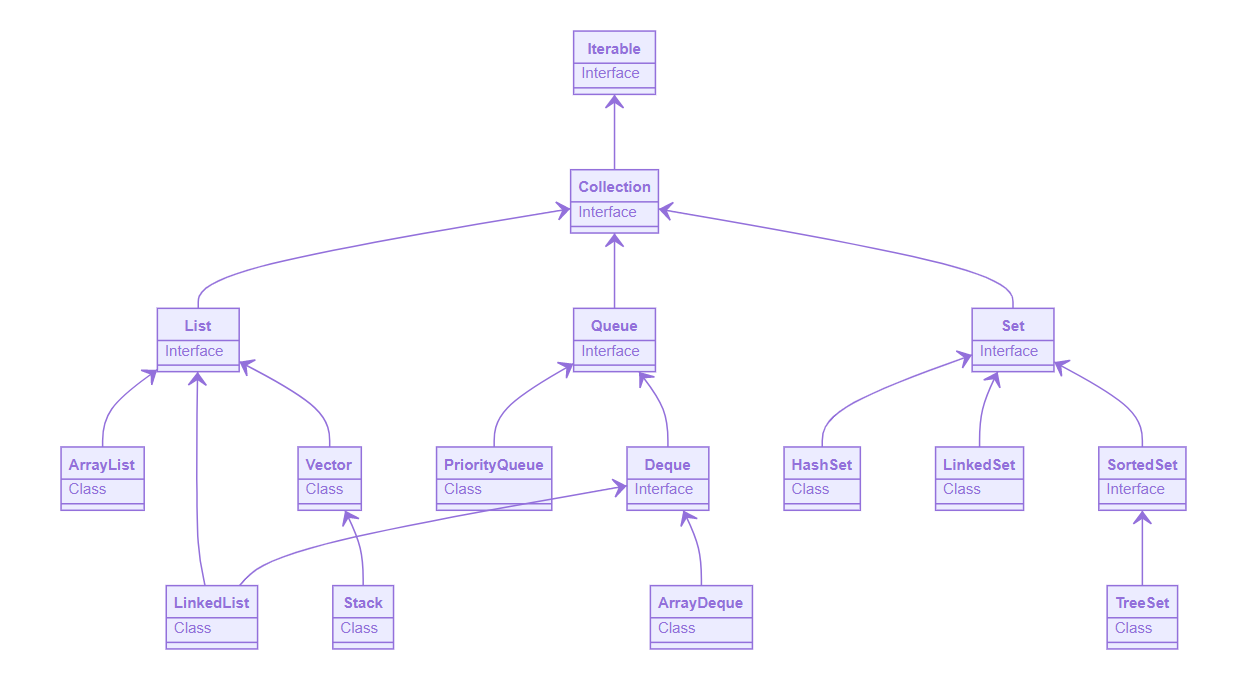 Iterable
Interface
Collection
Interface
List
Interface
Queue
Interface
Set
Interface
ArrayList
Class
Vector
Class
PriorityQueue
Class
Deque
Interface
HashSet
Class
LinkedSet
Class
SortedSet
Interface
LinkedList
Class
Stack
Class
ArrayDeque
Class
TreeSet
Class